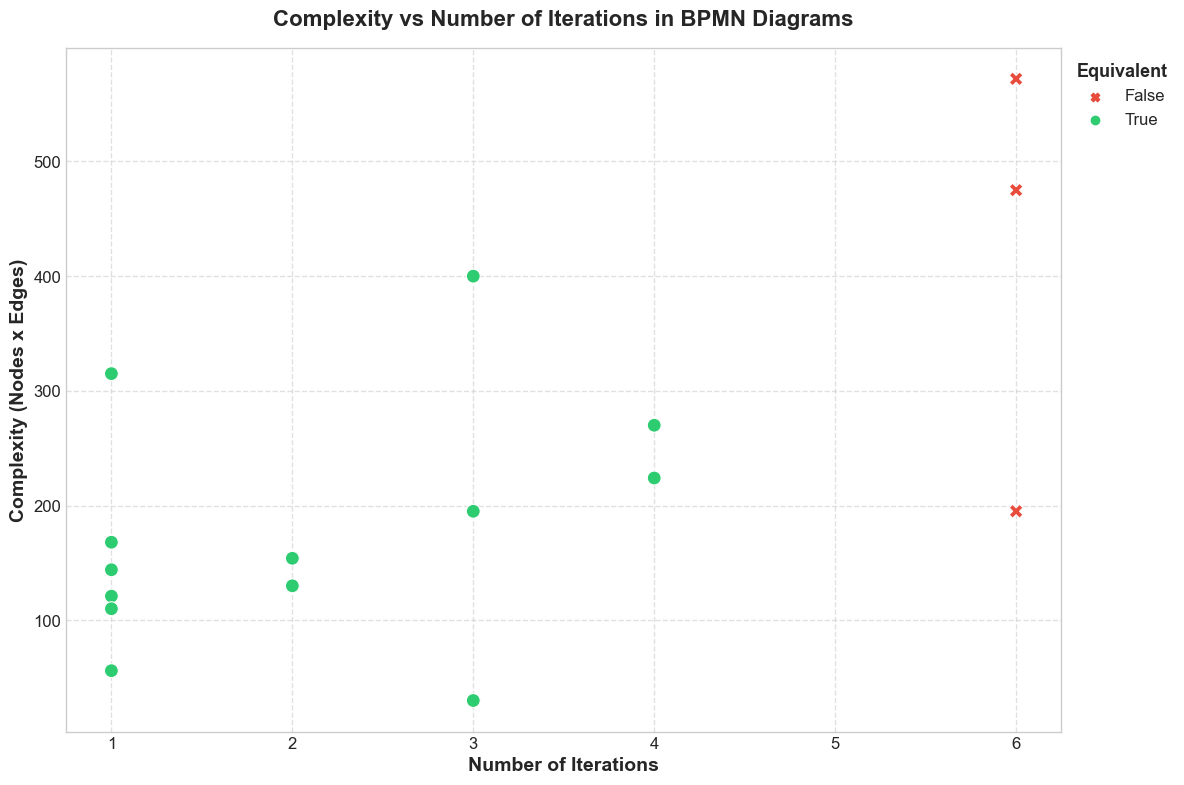 Complexity vs Number of Iterations in BPMN Diagrams
Complexity (Nodes x Edges)
500
400
300
200
100
1 2 3 4 5 6
Number of Iterations
Equivalent
False
True